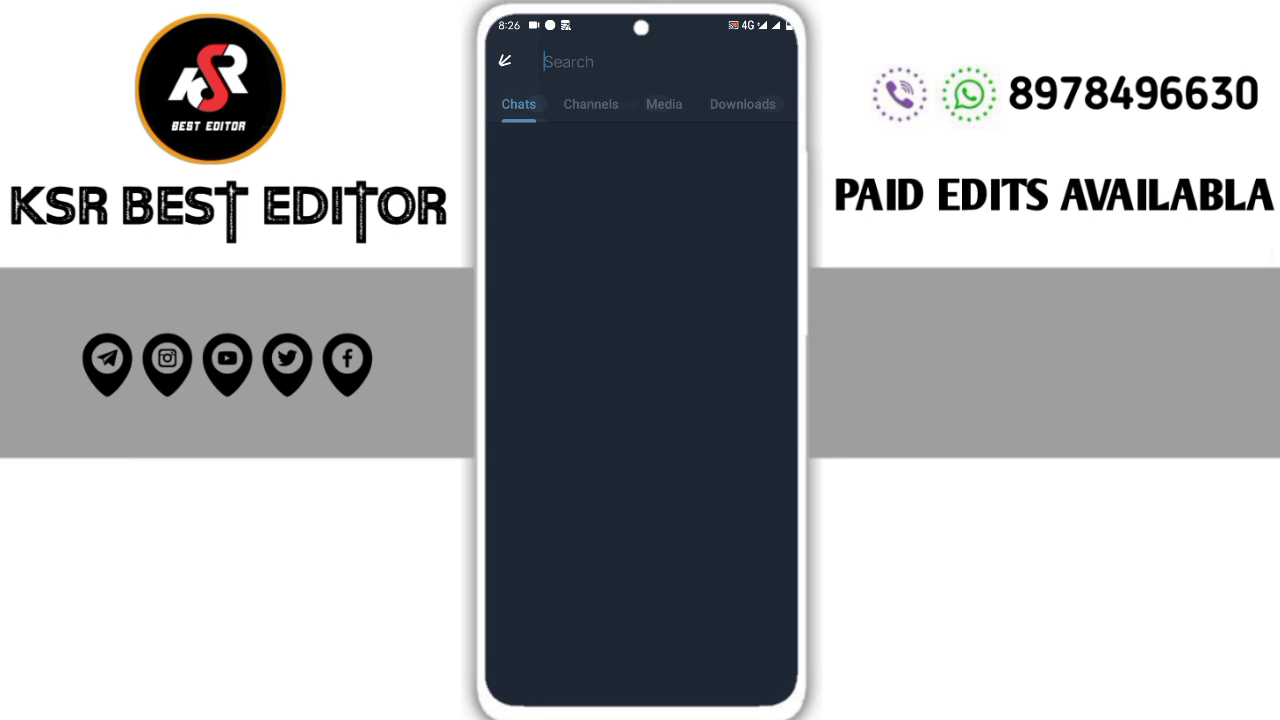 KSR
BEST EDITOR
KSR BEST EDITOR
8:26
4G
Search
Chats Channels Media Downloads
8978496630
PAID EDITS AVAILABLA